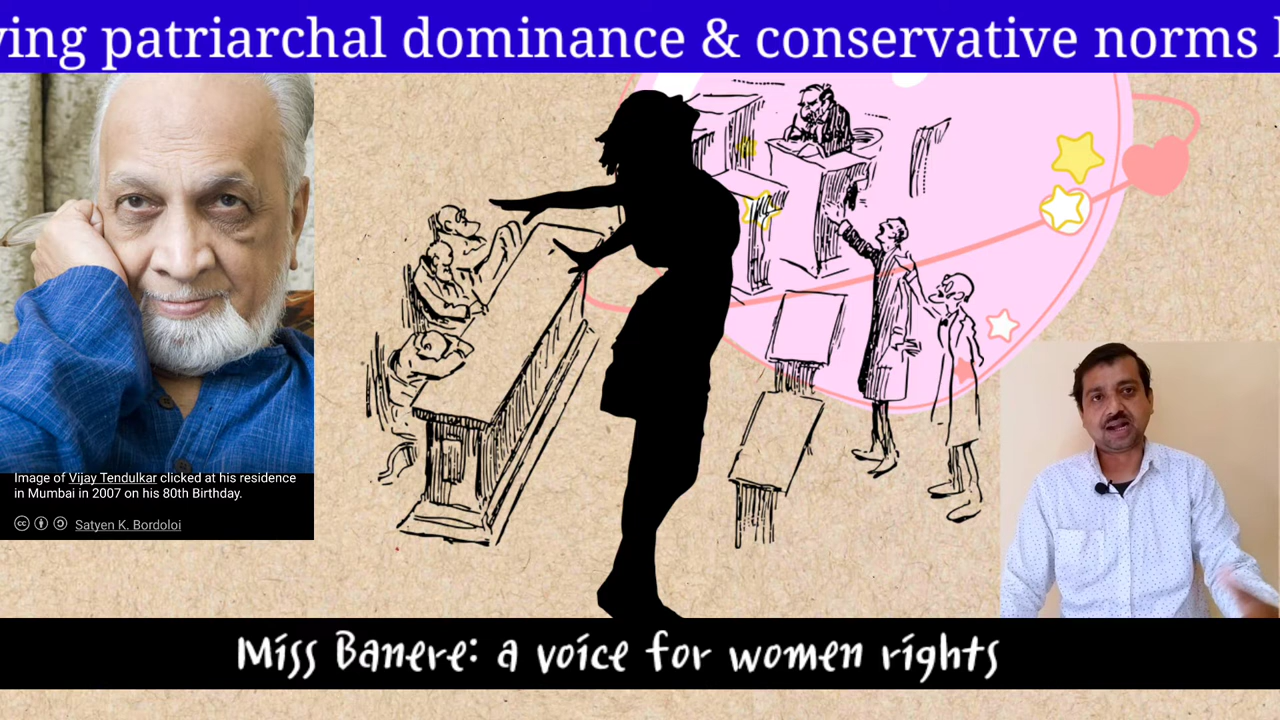 ving patriarchal dominance & conservative norms
Image of Vijay Tendulkar clicked at his residence
in Mumbai in 2007 on his 80th Birthday.
Satyen K. Bordoloi
Miss Banere: a voice for women rights